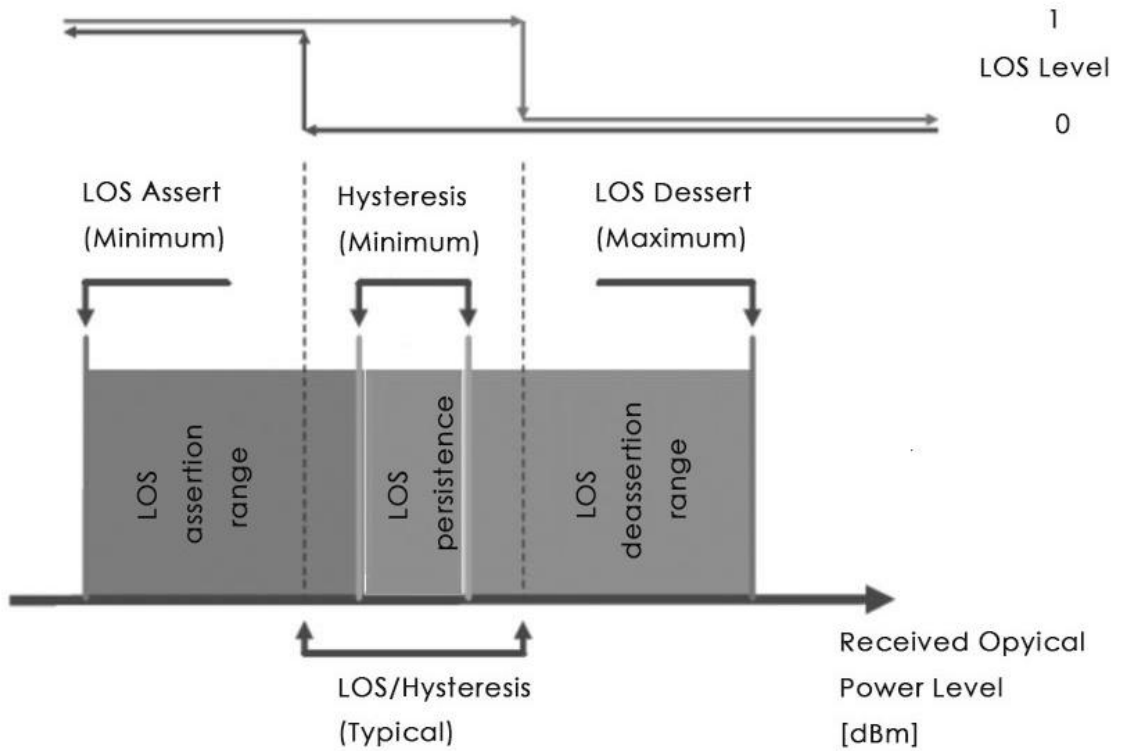 1
LOS Level
0
LOS Assert
(Minimum)
Hysteresis
(Minimum)
LOS Dessert
(Maximum)
LOS
assertion
range
LOS
persistence
LOS
deassertion
range
LOS/Hysteresis
(Typical)
Received Opyical
Power Level
[dBm]